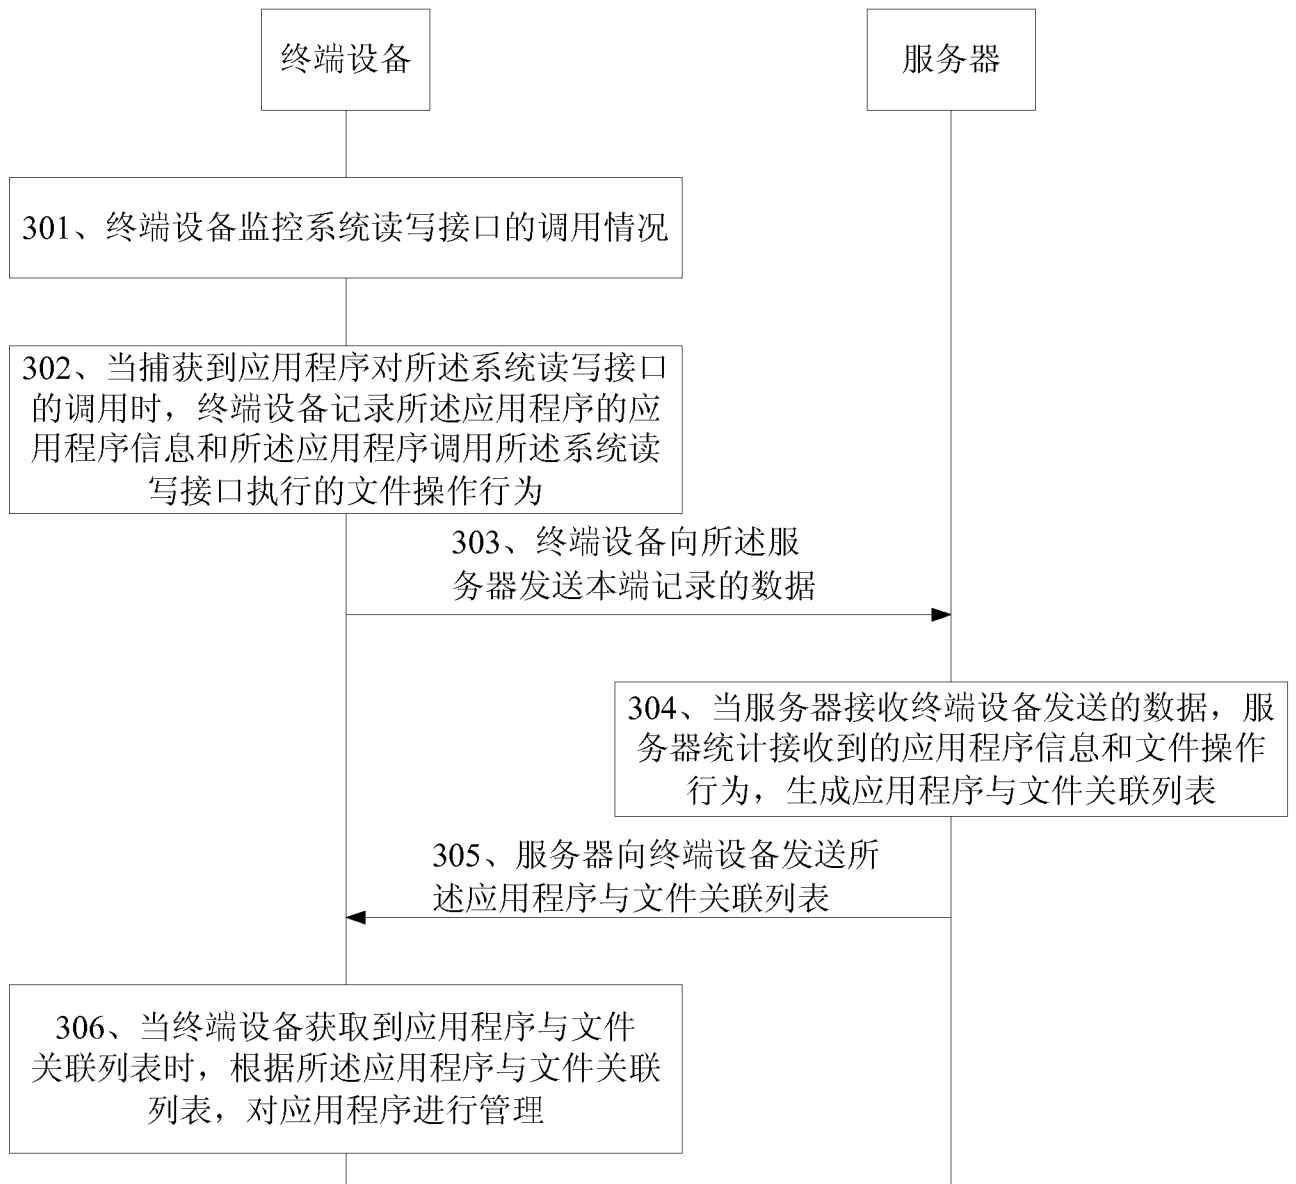 终端设备
服务器
301、终端设备监控系统读写接口的调用情况
302、当捕获到应用程序对所述系统读写接口
的调用时，终端设备记录所述应用程序的应
用程序信息和所述应用程序调用所述系统读
写接口执行的文件操作行为
303、终端设备向所述服
务器发送本端记录的数据
304、当服务器接收终端设备发送的数据，服
务器统计接收到的应用程序信息和文件操作
行为，生成应用程序与文件关联列表
305、服务器向终端设备发送所
述应用程序与文件关联列表
306、当终端设备获取到应用程序与文件
关联列表时，根据所述应用程序与文件关联
列表，对应用程序进行管理